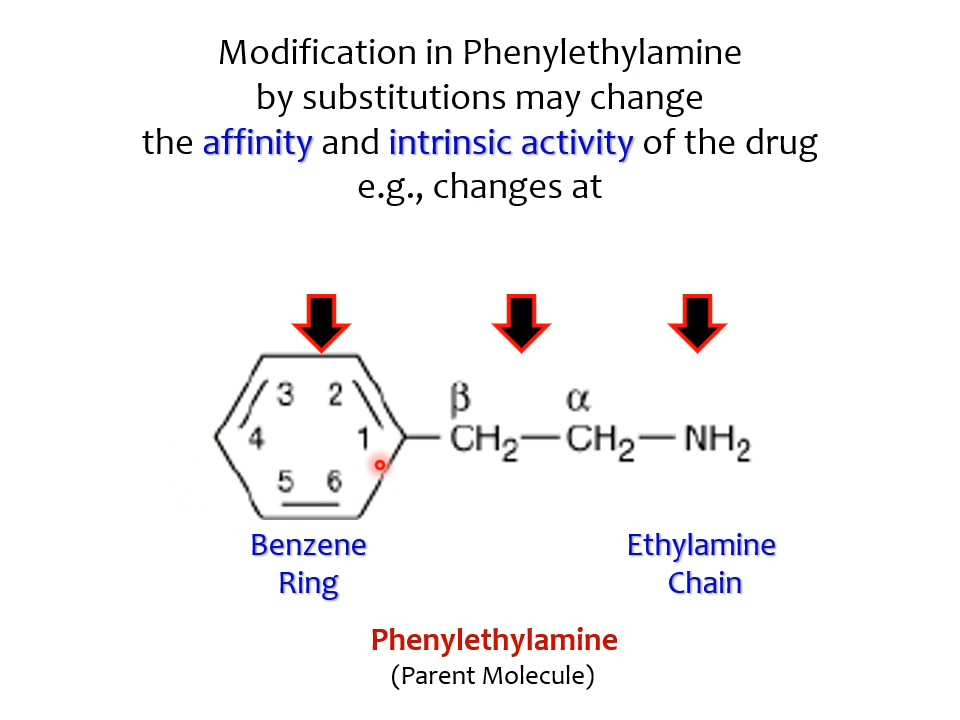 Modification in Phenylethylamine
by substitutions may change
the affinity and intrinsic activity of the drug
e.g., changes at
β α
3 2
4 1 CH₂—CH₂—NH₂
5 6
Benzene
Ring
Ethylamine
Chain
Phenylethylamine
(Parent Molecule)